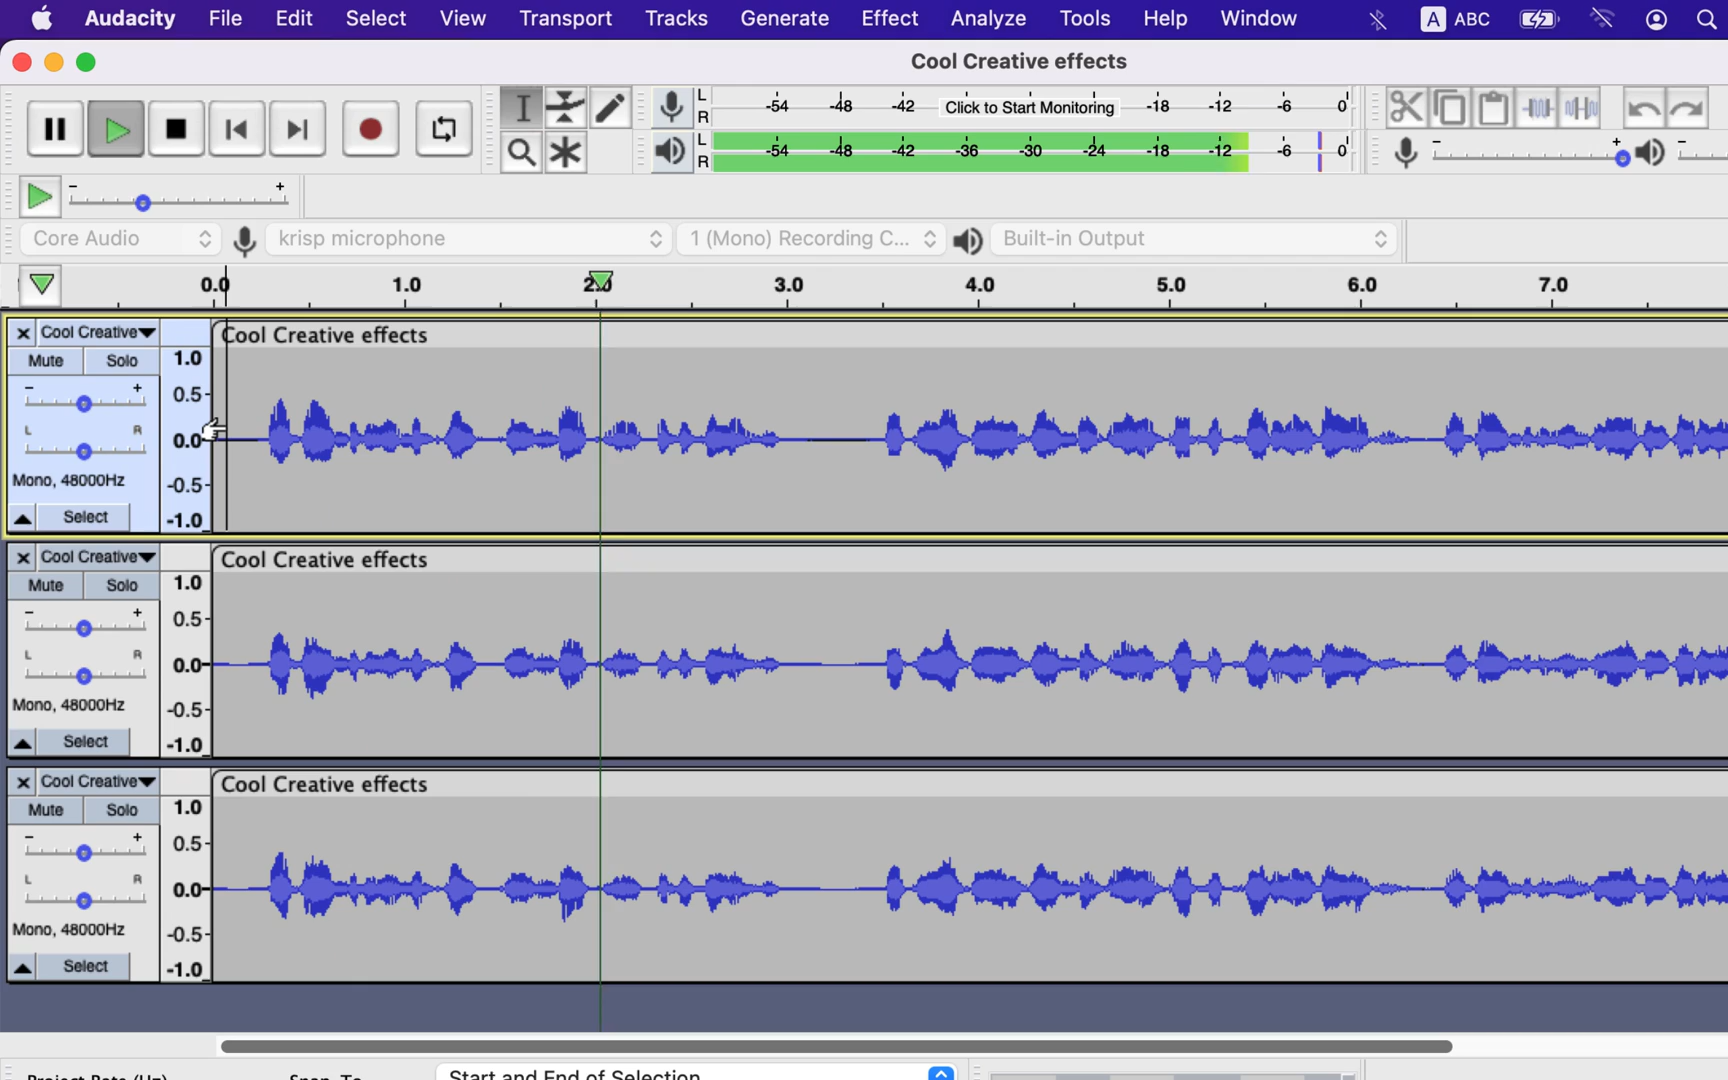 Audacity File Edit Select View Transport Tracks Generate Effect Analyze Tools Help Window A ABC
Cool Creative effects
L R -54 -48 -42 Click to Start Monitoring -18 -12 -6 0
L R -54 -48 -42 -36 -30 -24 -18 -12 -6 0
- +
- +
Core Audio krisp microphone 1 (Mono) Recording C... Built-in Output
0.0 1.0 2.0 3.0 4.0 5.0 6.0 7.0
Cool Creative
Cool Creative effects
Mute Solo
1.0
0.5
0.0
-0.5
-1.0
- +
L R
Mono, 48000Hz
Select
Cool Creative
Cool Creative effects
Mute Solo
1.0
0.5
0.0
-0.5
-1.0
- +
L R
Mono, 48000Hz
Select
Cool Creative
Cool Creative effects
Mute Solo
1.0
0.5
0.0
-0.5
-1.0
- +
L R
Mono, 48000Hz
Select
Project Rate (Hz) Snap-To Start and End of Selection